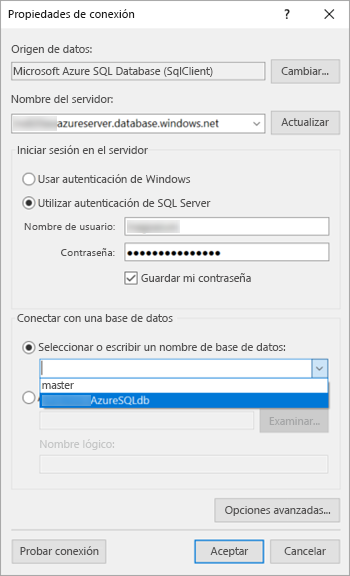 Propiedades de conexión ? ×
Origen de datos:
Microsoft Azure SQL Database (SqlClient) Cambiar...
Nombre del servidor:
azureserver.database.windows.net Actualizar
Iniciar sesión en el servidor
Usar autenticación de Windows
Utilizar autenticación de SQL Server
Nombre de usuario:
Contraseña: ●●●●●●●●●●●●●●●
Guardar mi contraseña
Conectar con una base de datos
Seleccionar o escribir un nombre de base de datos:
master
AzureSQLdb
Examinar...
Nombre lógico:
Opciones avanzadas...
Probar conexión Aceptar Cancelar